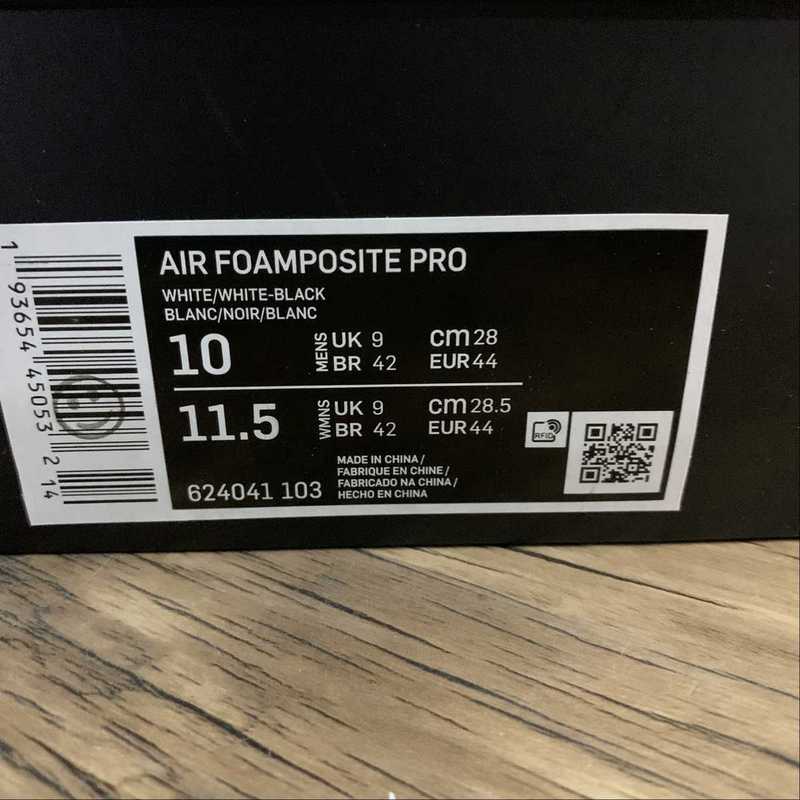 AIR FOAMPOSITE PRO
WHITE/WHITE-BLACK
BLANC/NOIR/BLANC
10 MENS UK 9 cm 28
BR 42 EUR 44
11.5 WMNS UK 9 cm 28.5
BR 42 EUR 44
624041 103
MADE IN CHINA /
FABRIQUE EN CHINE /
FABRICADO NA CHINA /
HECHO EN CHINA
RFID
1 93654 45053 2 14